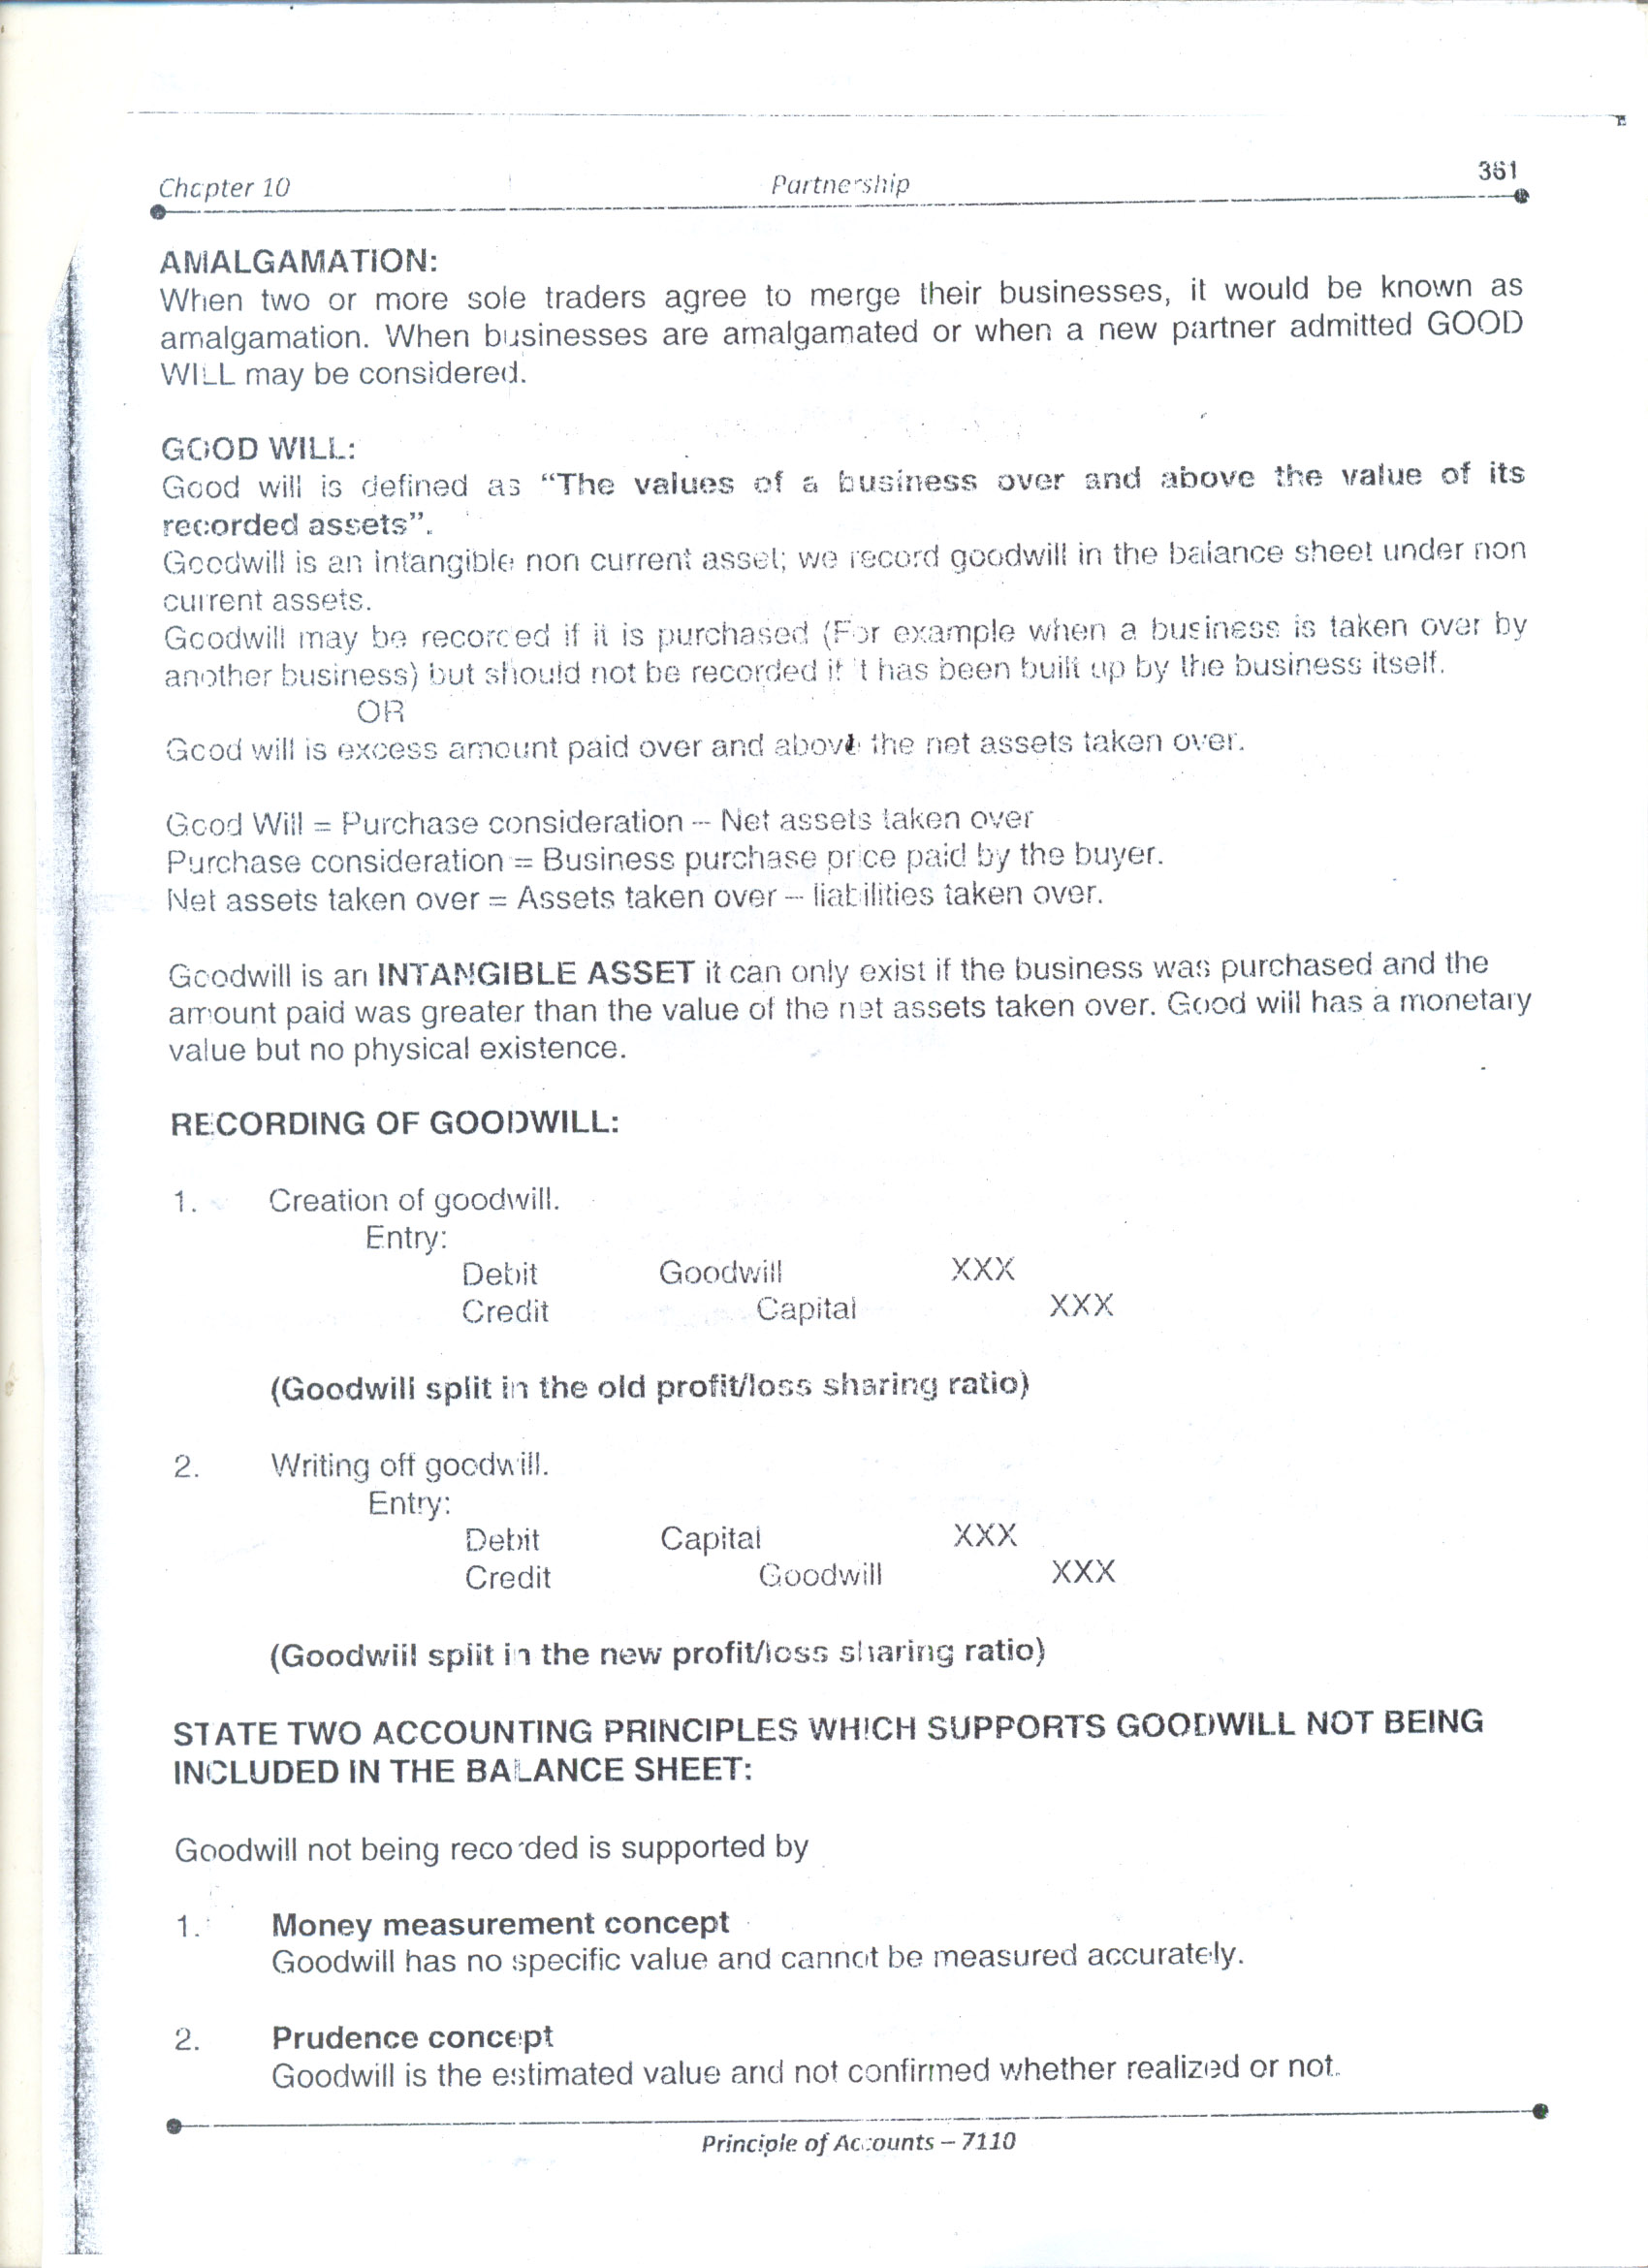 Chapter 10
Partnership
361
AMALGAMATION:
When two or more sole traders agree to merge their businesses, it would be known as
amalgamation. When businesses are amalgamated or when a new partner admitted GOOD
WILL may be considered.
GOOD WILL:
Good will is defined as “The values of a business over and above the value of its
recorded assets”.
Goodwill is an intangible non current asset; we record goodwill in the balance sheet under non
current assets.
Goodwill may be recorded if it is purchased (For example when a business is taken over by
another business) but should not be recorded if it has been built up by the business itself.
OR
Good will is excess amount paid over and above the net assets taken over.
Good Will = Purchase consideration – Net assets taken over
Purchase consideration = Business purchase price paid by the buyer.
Net assets taken over = Assets taken over – liabilities taken over.
Goodwill is an INTANGIBLE ASSET it can only exist if the business was purchased and the
amount paid was greater than the value of the net assets taken over. Good will has a monetary
value but no physical existence.
RECORDING OF GOODWILL:
1. Creation of goodwill.
Entry:
Debit Goodwill XXX
Credit Capital XXX
(Goodwill split in the old profit/loss sharing ratio)
2. Writing off goodwill.
Entry:
Debit Capital XXX
Credit Goodwill XXX
(Goodwill split in the new profit/loss sharing ratio)
STATE TWO ACCOUNTING PRINCIPLES WHICH SUPPORTS GOODWILL NOT BEING
INCLUDED IN THE BALANCE SHEET:
Goodwill not being recorded is supported by
1. Money measurement concept
Goodwill has no specific value and cannot be measured accurately.
2. Prudence concept
Goodwill is the estimated value and not confirmed whether realized or not.
Principle of Accounts – 7110